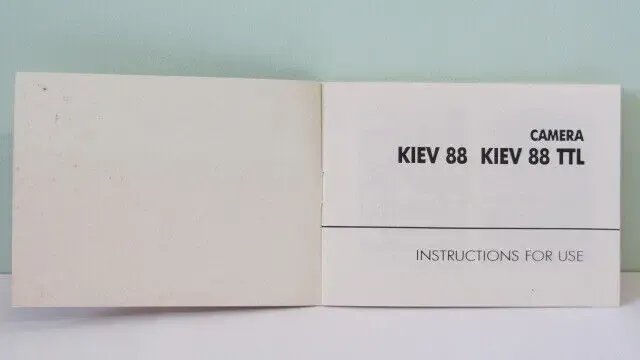 CAMERA
KIEV 88 KIEV 88 TTL
INSTRUCTIONS FOR USE